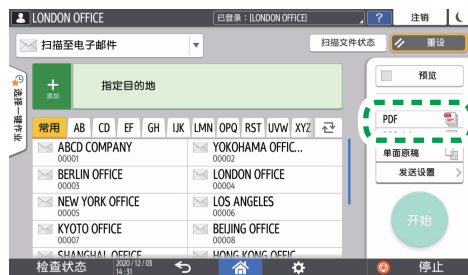 LONDON OFFICE
已登录：[LONDON OFFICE]
?
注销
扫描至电子邮件
扫描文件状态
重设
选择一键作业
添加
指定目的地
预览
PDF
常用 AB CD EF GH IJK LMN OPQ RST UVW XYZ
ABCD COMPANY
00001
YOKOHAMA OFFIC...
00002
BERLIN OFFICE
00003
LONDON OFFICE
00004
NEW YORK OFFICE
00005
LOS ANGELES
00006
KYOTO OFFICE
00007
BEIJING OFFICE
00008
SHANGHAI OFFICE
HONG KONG OFFIC
单面原稿
发送设置
开始
检查状态
2020/12/03
14:31
停止